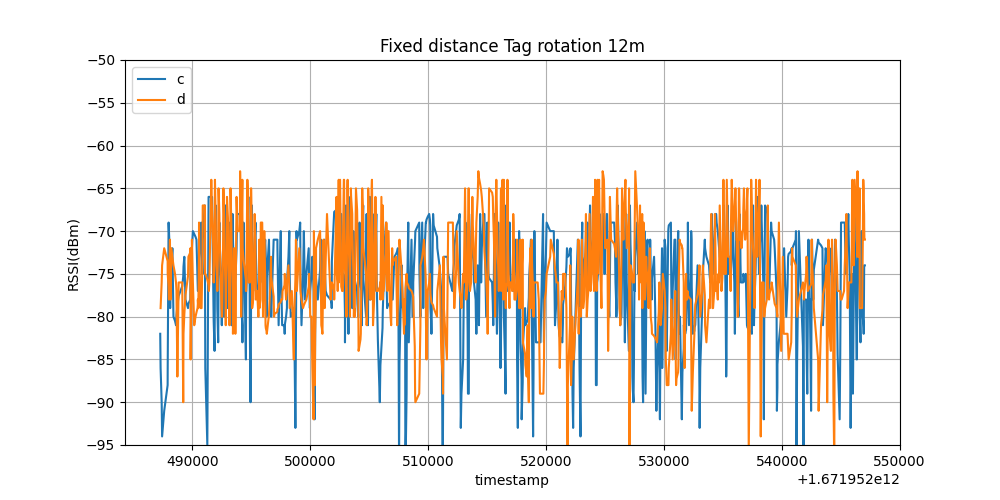 Fixed distance Tag rotation 12m
−50
−55
−60
−65
−70
−75
−80
−85
−90
−95
RSSI(dBm)
c
d
490000 500000 510000 520000 530000 540000 550000
timestamp
+1.671952e12